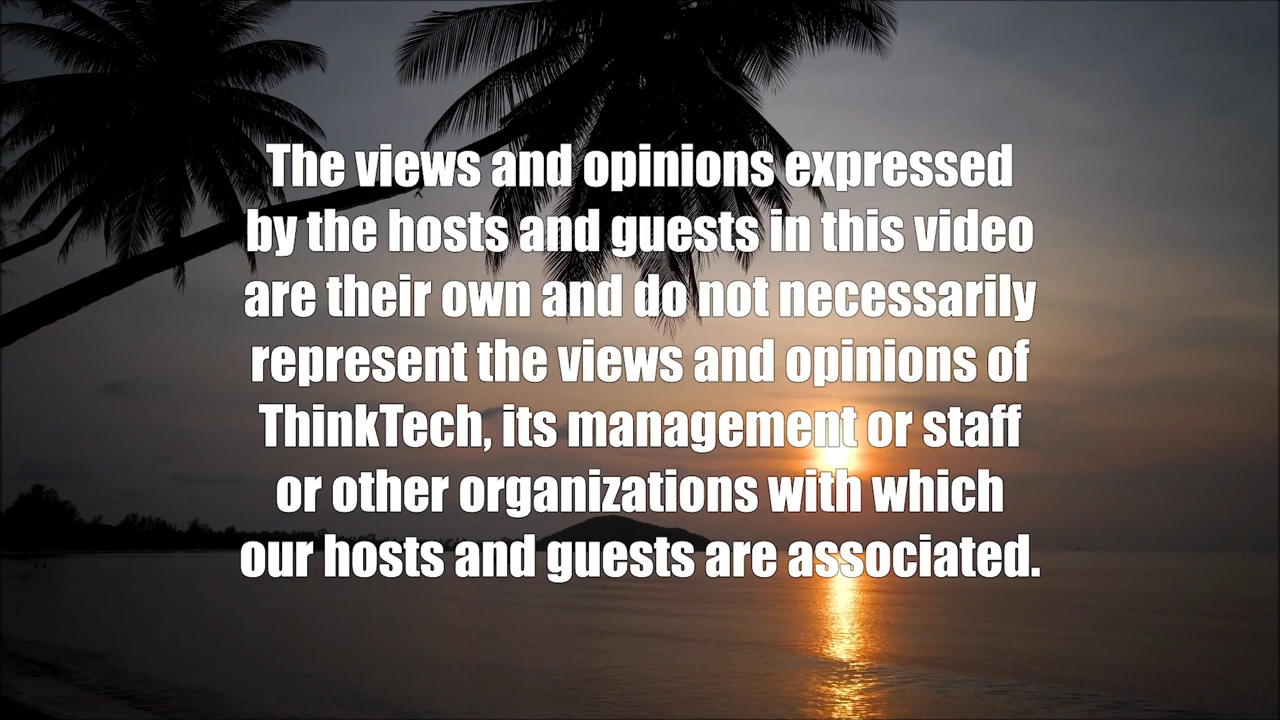 The views and opinions expressed
by the hosts and guests in this video
are their own and do not necessarily
represent the views and opinions of
ThinkTech, its management or staff
or other organizations with which
our hosts and guests are associated.